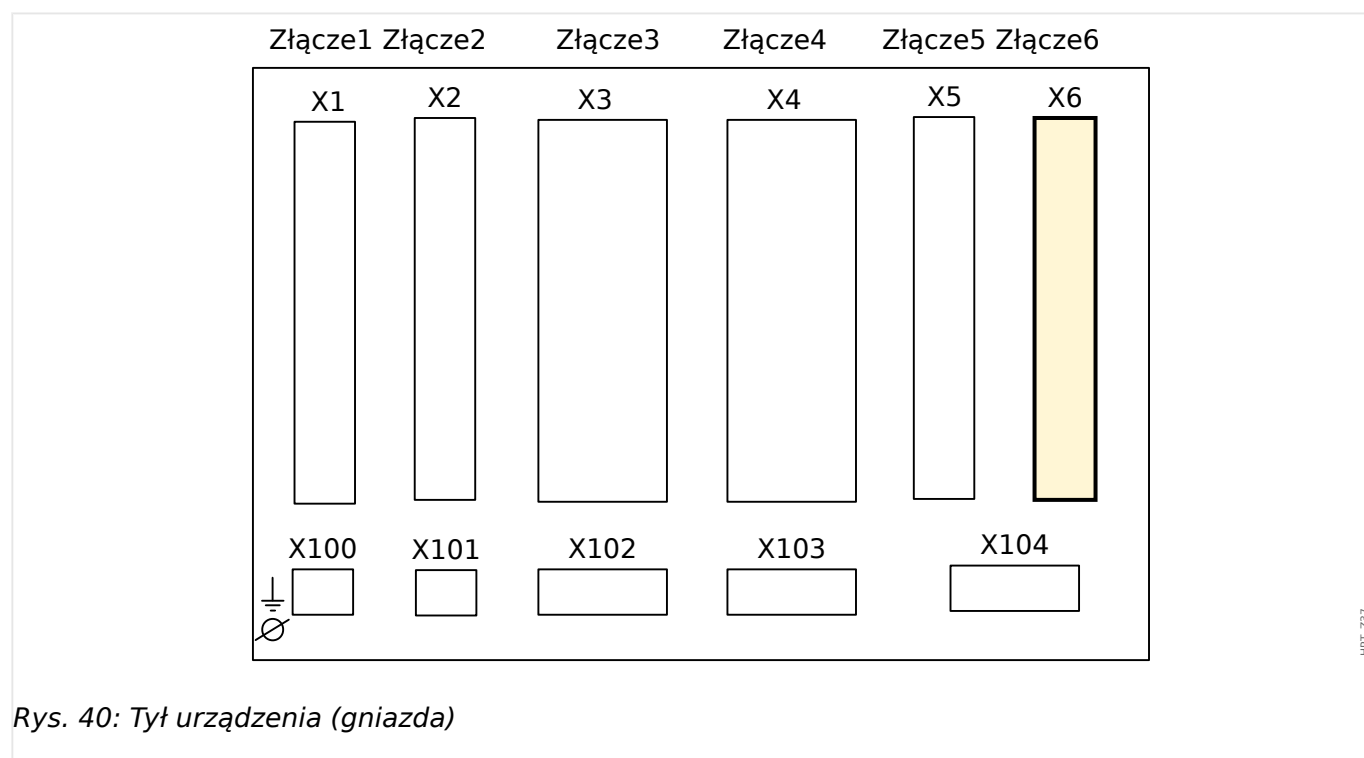 Złącze1 Złącze2 Złącze3 Złącze4 Złącze5 Złącze6
X1 X2 X3 X4 X5 X6
X100 X101 X102 X103 X104
Rys. 40: Tył urządzenia (gniazda)